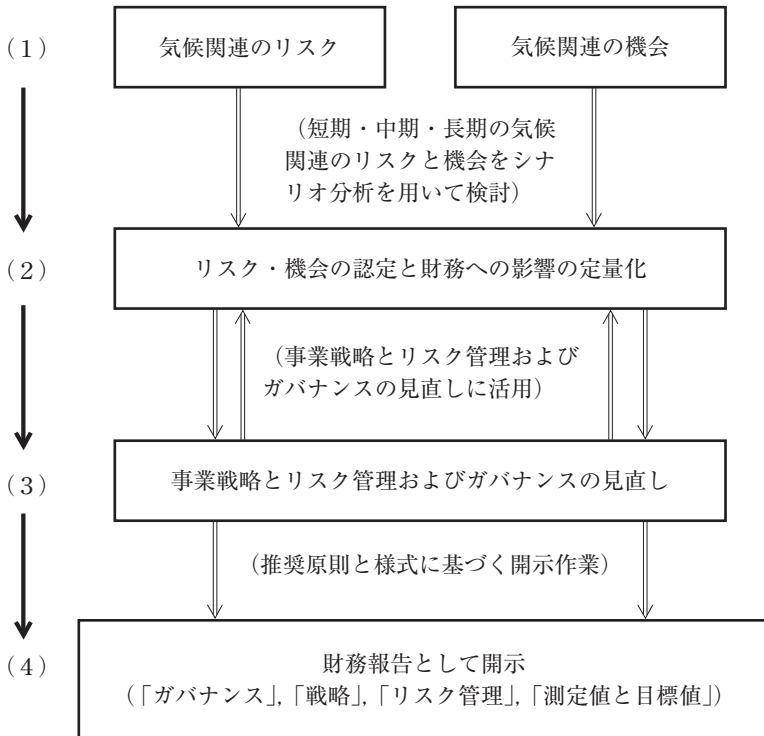 (1)
気候関連のリスク
気候関連の機会
（短期・中期・長期の気候
関連のリスクと機会をシナ
リオ分析を用いて検討）
(2)
リスク・機会の認定と財務への影響の定量化
（事業戦略とリスク管理および
ガバナンスの見直しに活用）
(3)
事業戦略とリスク管理およびガバナンスの見直し
（推奨原則と様式に基づく開示作業）
(4)
財務報告として開示
（「ガバナンス」,「戦略」,「リスク管理」,「測定値と目標値」）